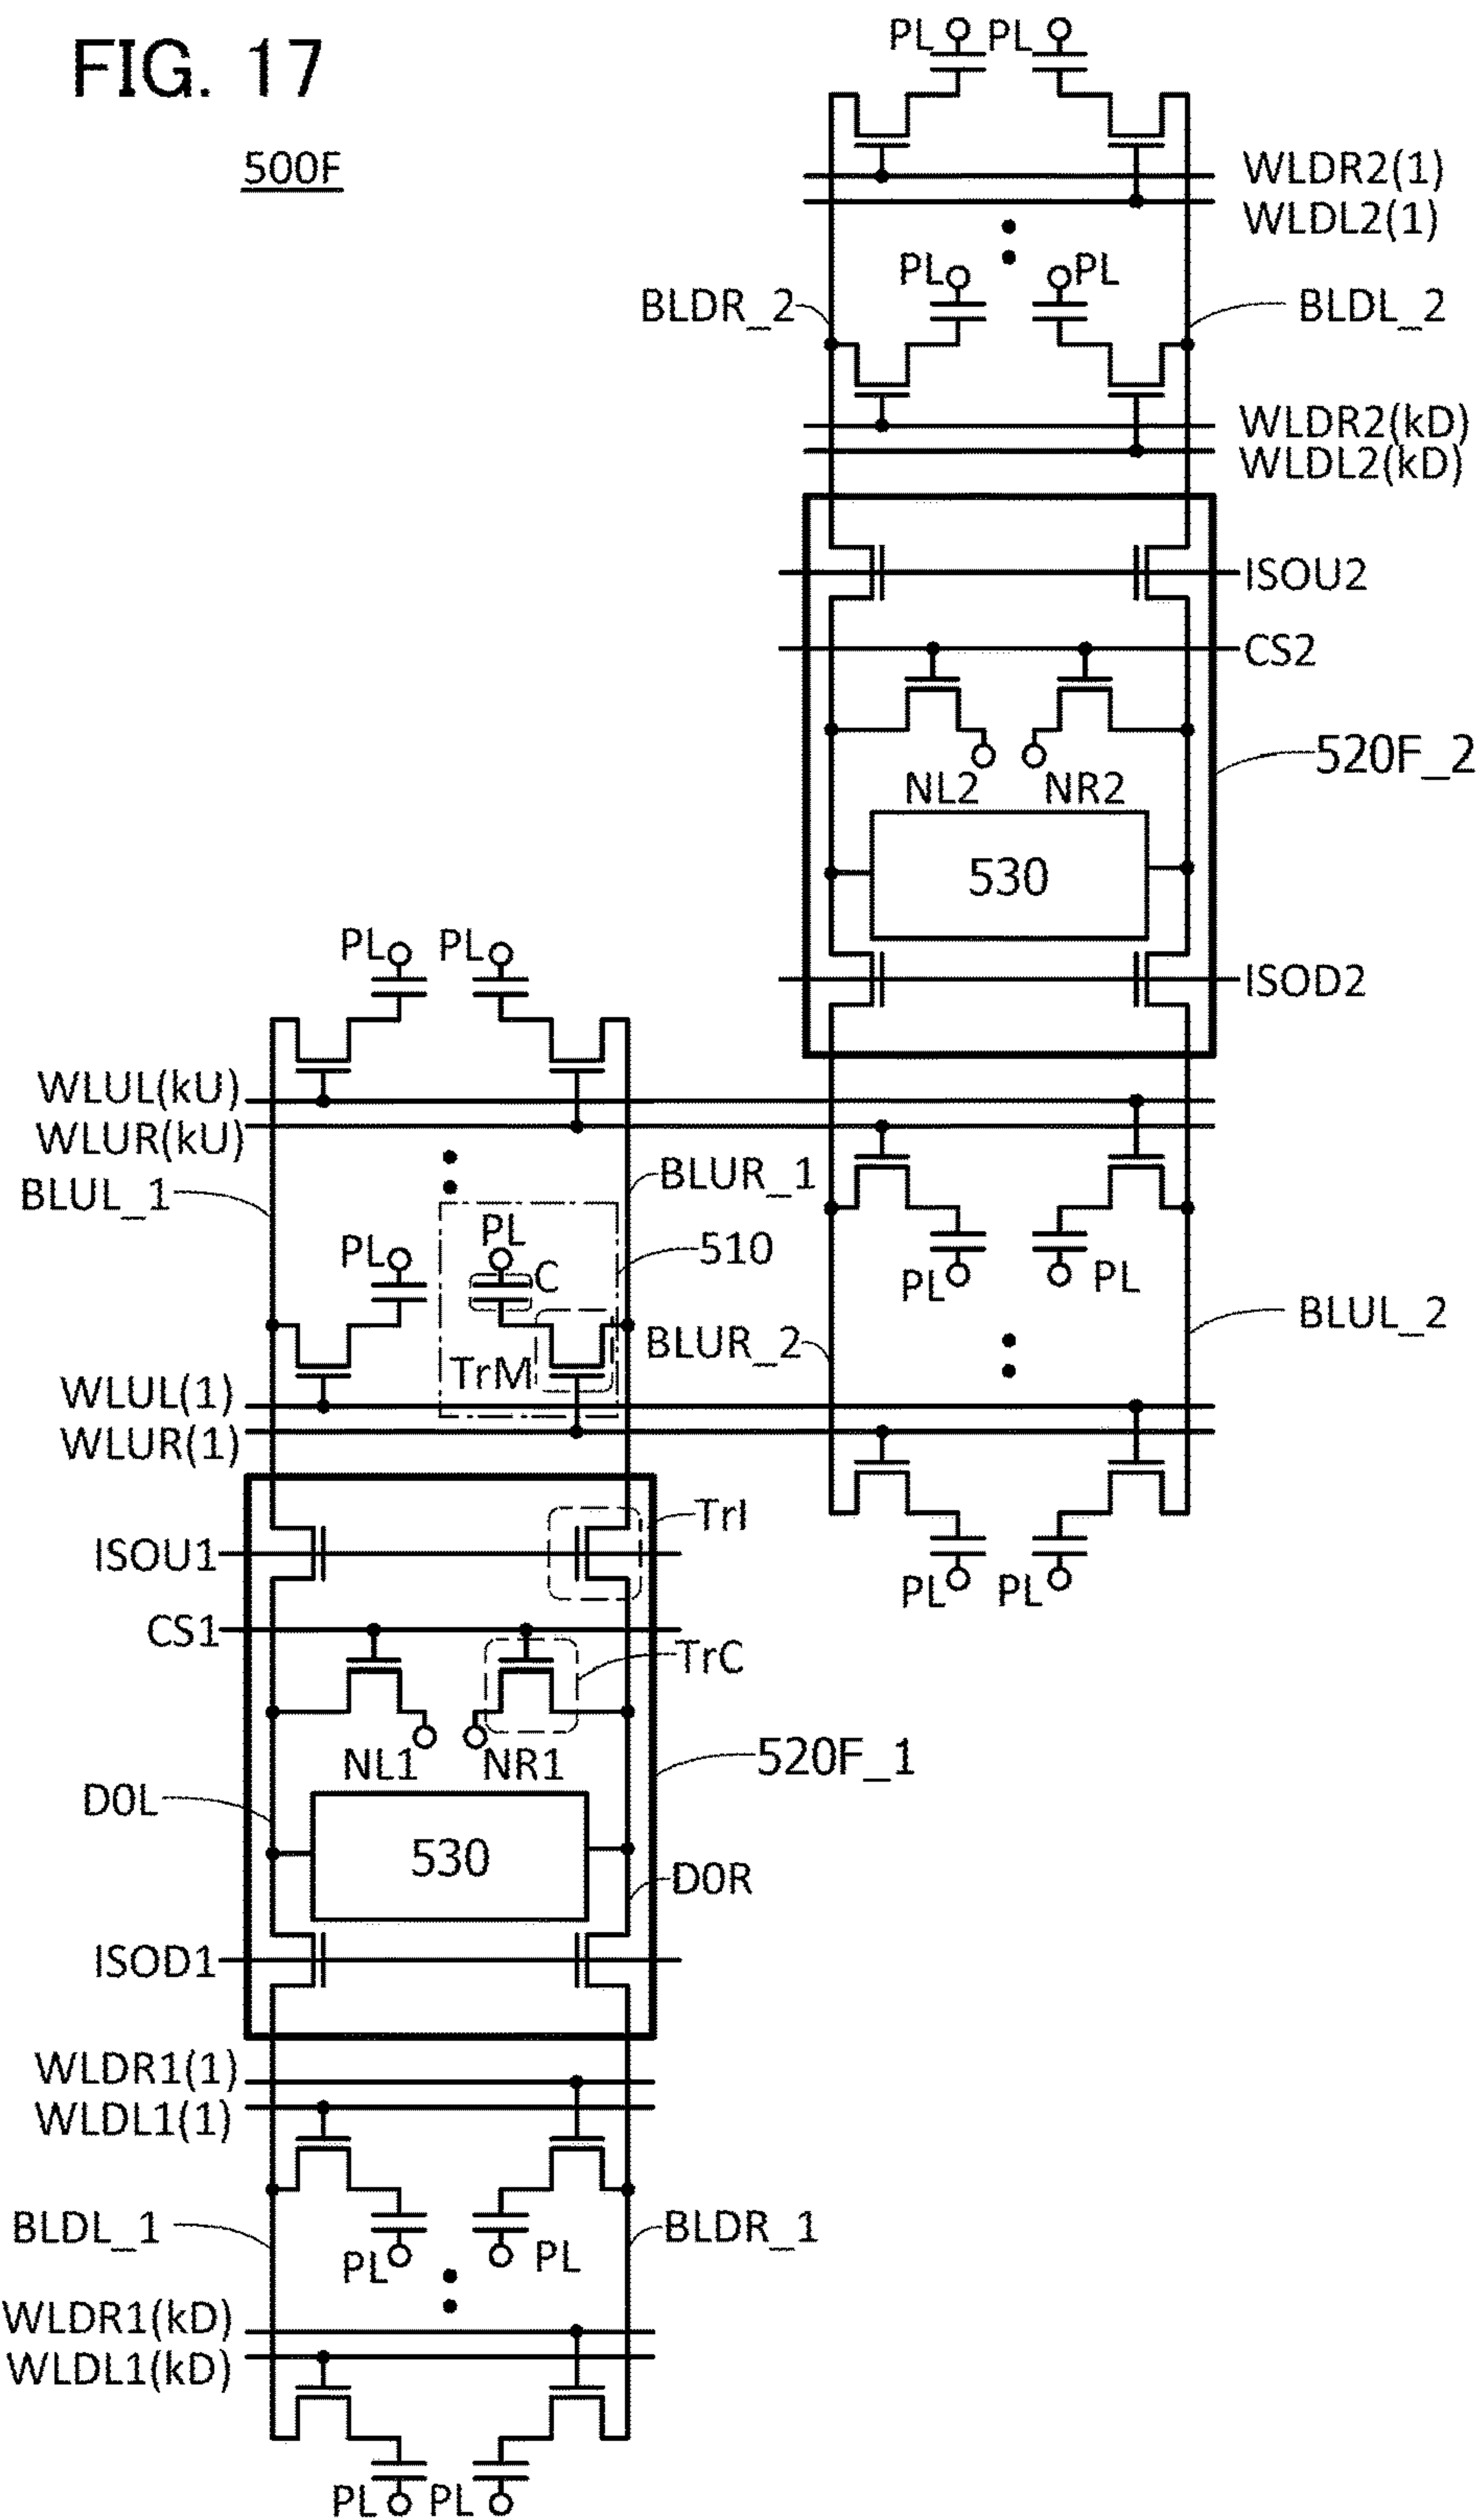 FIG. 17
500F
PL PL
WLDR2(1)
WLDL2(1)
PL PL
BLDR_2
BLDL_2
WLDR2(kD)
WLDL2(kD)
ISOU2
CS2
520F_2
NL2 NR2
530
PL PL
ISOD2
WLUL(kU)
WLUR(kU)
BLUL_1
BLUR_1
PL
PL
510
C
PL
PL
BLUL_2
BLUR_2
TrM
WLUL(1)
WLUR(1)
TrI
ISOU1
PL PL
CS1
TrC
NL1 NR1
520F_1
D0L
530
D0R
ISOD1
WLDR1(1)
WLDL1(1)
BLDL_1
BLDR_1
PL
PL
WLDR1(kD)
WLDL1(kD)
PL PL